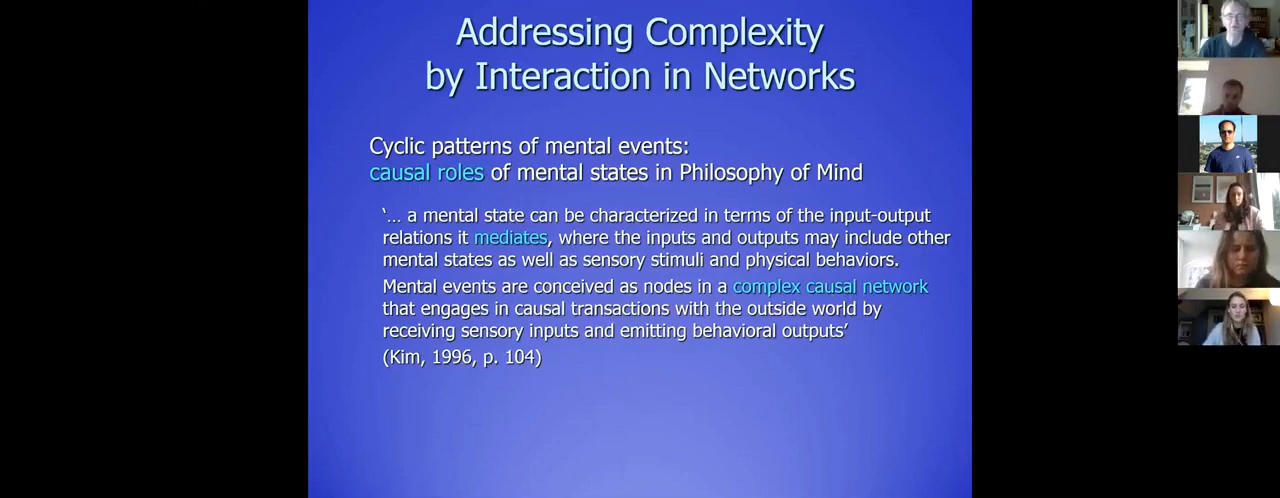 Addressing Complexity
by Interaction in Networks
Cyclic patterns of mental events:
causal roles of mental states in Philosophy of Mind
‘… a mental state can be characterized in terms of the input-output
relations it mediates, where the inputs and outputs may include other
mental states as well as sensory stimuli and physical behaviors.
Mental events are conceived as nodes in a complex causal network
that engages in causal transactions with the outside world by
receiving sensory inputs and emitting behavioral outputs’
(Kim, 1996, p. 104)